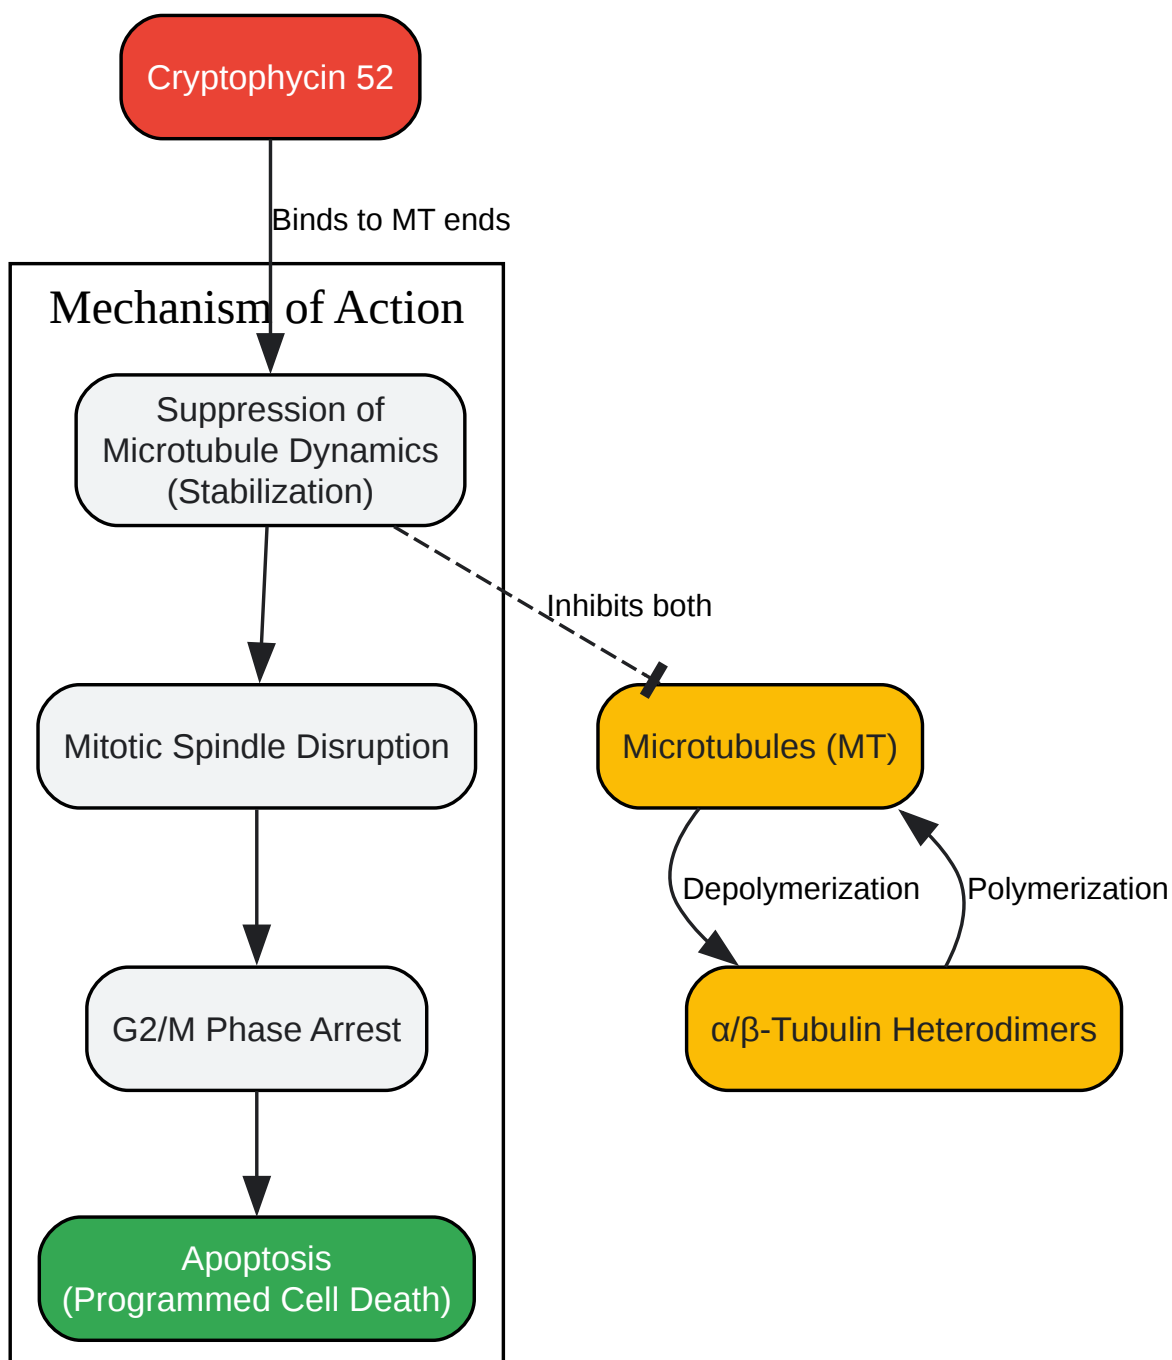 Cryptophycin 52
Binds to MT ends
Mechanism of Action
Suppression of
Microtubule Dynamics
(Stabilization)
Inhibits both
Mitotic Spindle Disruption
Microtubules (MT)
Depolymerization
Polymerization
G2/M Phase Arrest
α/β-Tubulin Heterodimers
Apoptosis
(Programmed Cell Death)